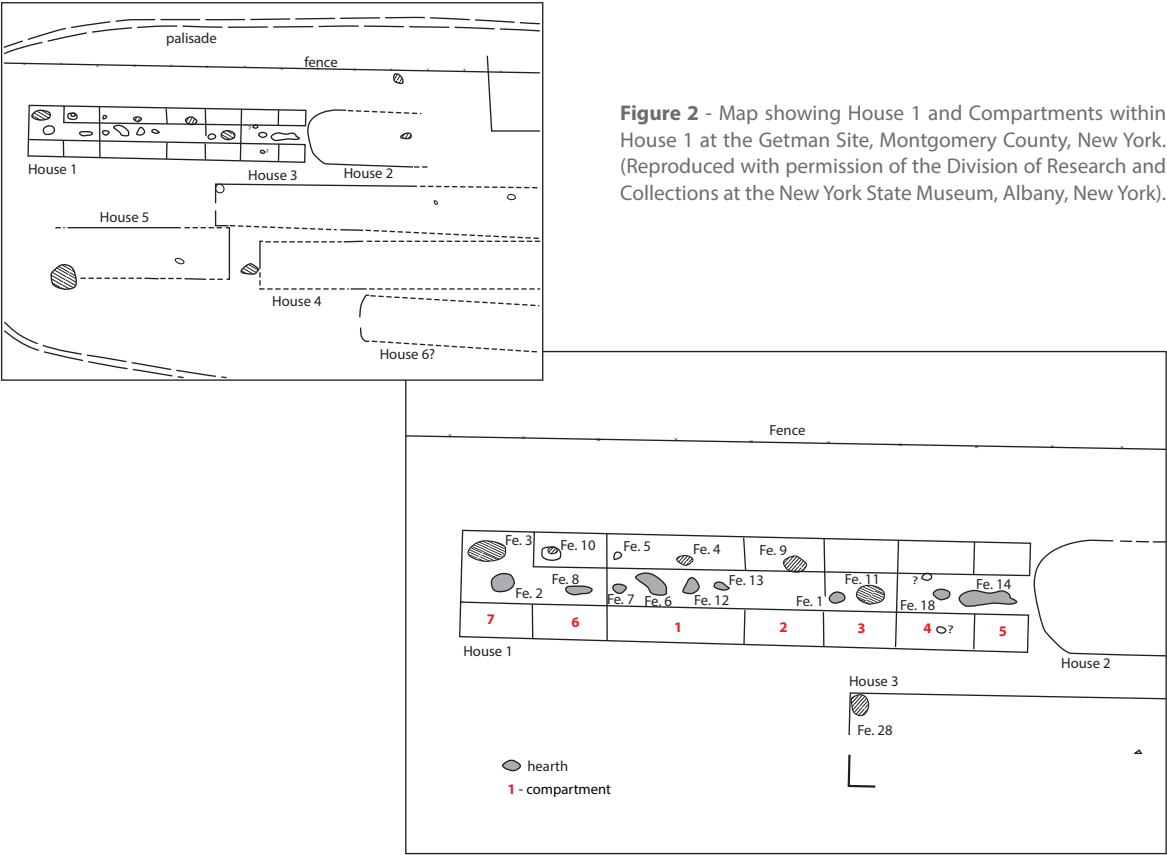 palisade
fence
House 1
House 3
House 2
House 5
House 4
House 6?
?
?
Figure 2 - Map showing House 1 and Compartments within
House 1 at the Getman Site, Montgomery County, New York.
(Reproduced with permission of the Division of Research and
Collections at the New York State Museum, Albany, New York).
Fence
Fe. 3
Fe. 10
Fe. 5
Fe. 4
Fe. 9
Fe. 2
Fe. 8
Fe. 7
Fe. 6
Fe. 12
Fe. 13
Fe. 1
Fe. 11
?
Fe. 18
Fe. 14
7
6
1
2
3
4
?
5
House 1
House 2
House 3
Fe. 28
hearth
1 - compartment